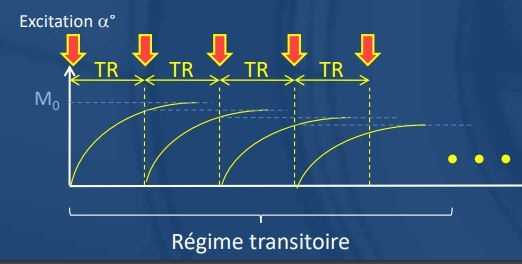 Excitation α°
TR TR TR TR
M₀
Régime transitoire